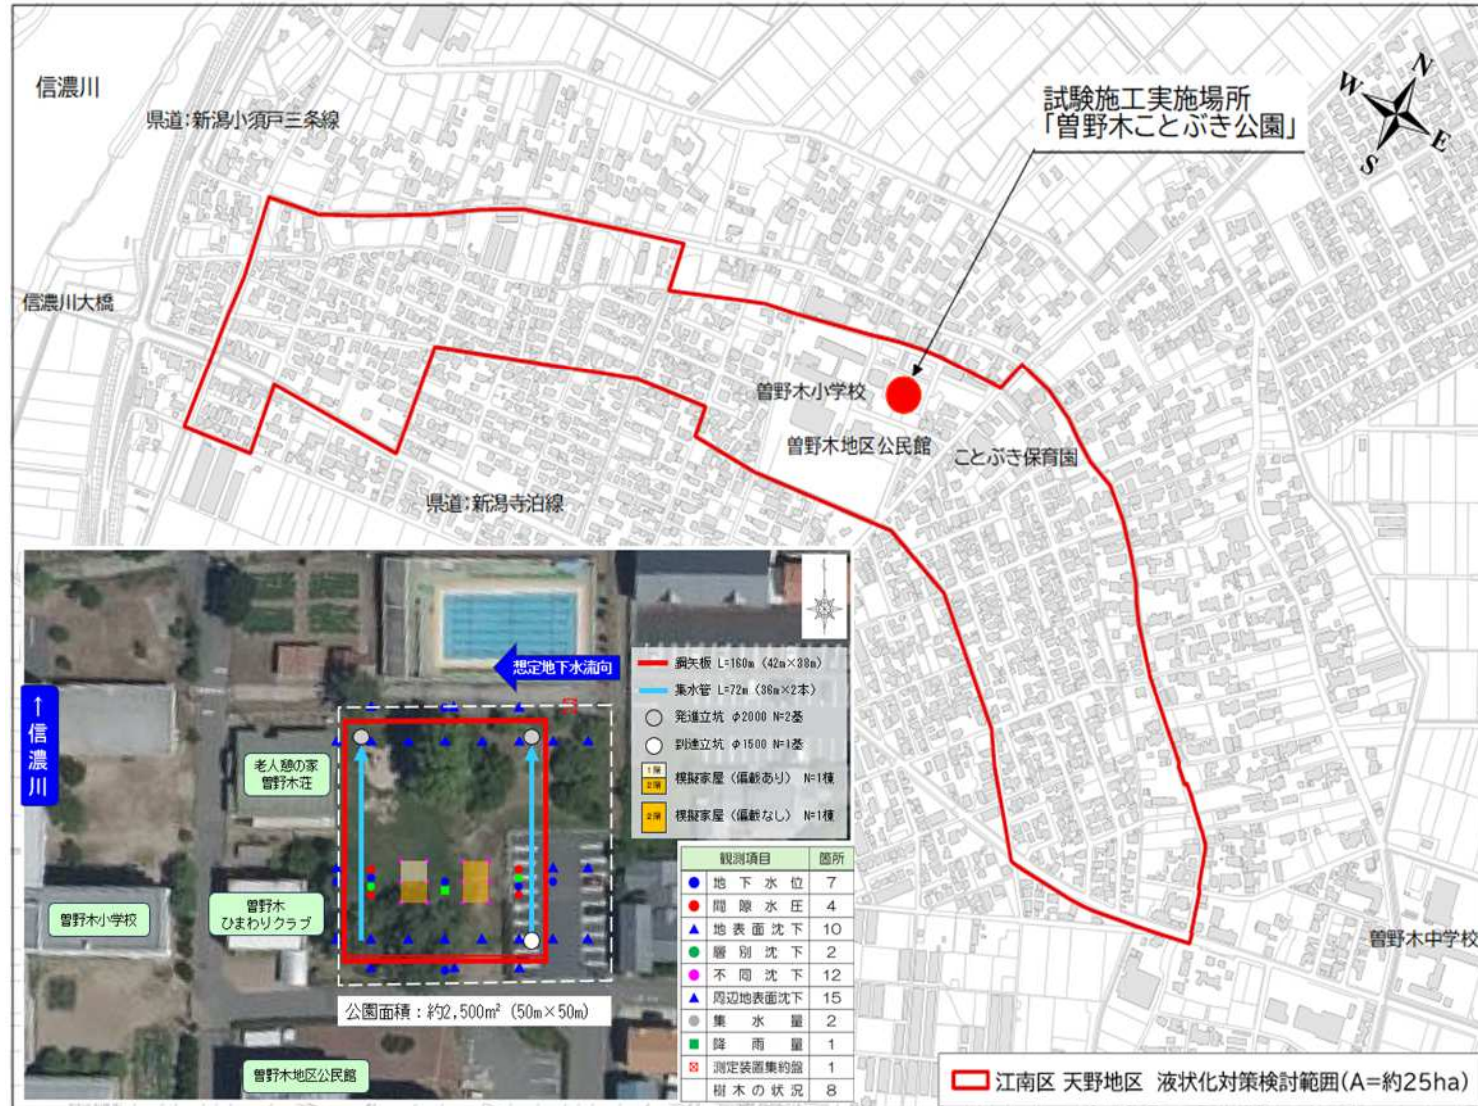 信濃川
県道：新潟小須戸三条線
試験施工実施場所
「曽野木ことぶき公園」
N
W
E
S
信濃川大橋
曽野木小学校
曽野木地区公民館
ことぶき保育園
県道：新潟寺泊線
曽野木中学校
想定地下水流向
↑信濃川
老人憩の家
曽野木荘
曽野木
ひまわりクラブ
曽野木小学校
曽野木地区公民館
公園面積：約2,500m² (50m×50m)
鋼矢板 L=160m (42m×38m)
集水管 L=72m (36m×2本)
発進立坑 φ2000 N=2基
到達立坑 φ1500 N=1基
1階
2階
模擬家屋（偏載あり） N=1棟
2階
模擬家屋（偏載なし） N=1棟
観測項目 箇所
地下水位 7
間隙水圧 4
地表面沈下 10
層別沈下 2
不同沈下 12
周辺地表面沈下 15
集水量 2
降雨量 1
測定装置集約盤 1
樹木の状況 8
江南区 天野地区 液状化対策検討範囲(A=約25ha)